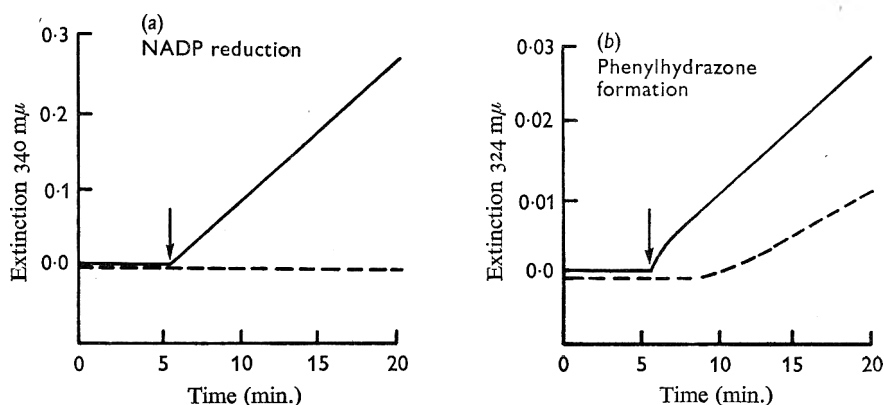 (a)
NADP reduction
0·3
0·2
0·1
0·0
Extinction 340 mμ
0 5 10 15 20
Time (min.)
(b)
Phenylhydrazone
formation
0·03
0·02
0·01
0·0
Extinction 324 mμ
0 5 10 15 20
Time (min.)